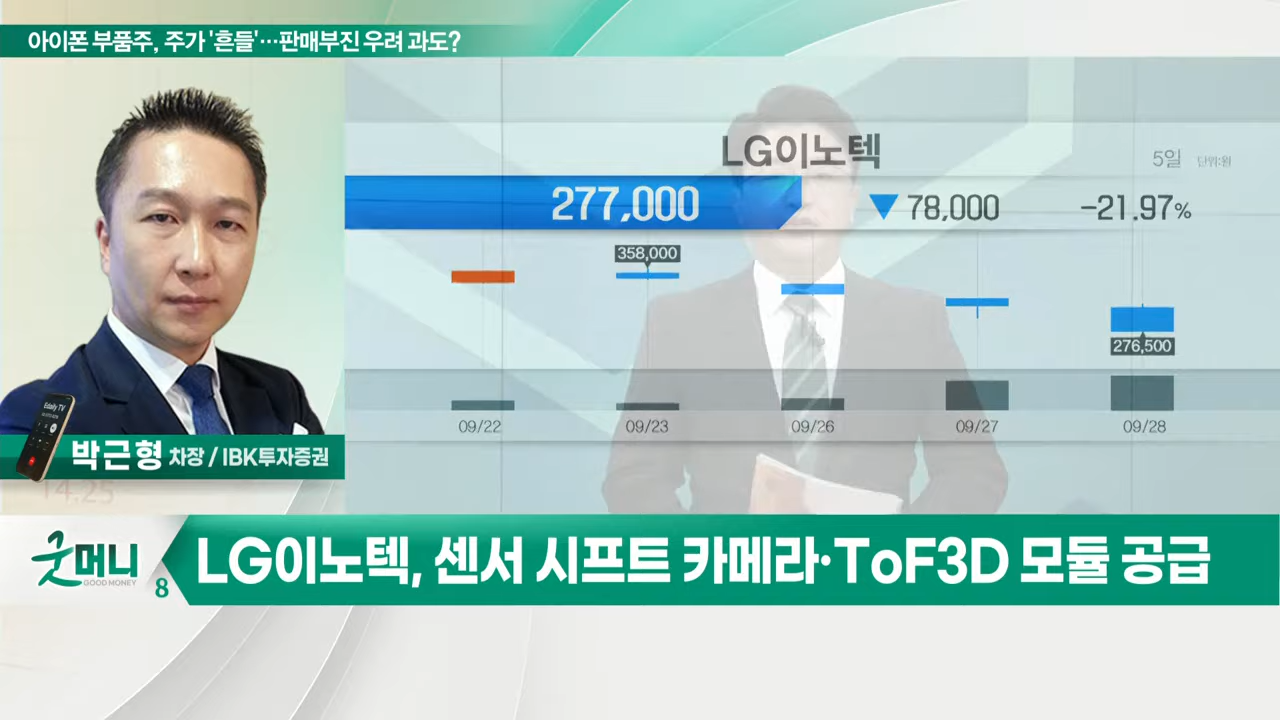 아이폰 부품주, 주가 '흔들'…판매부진 우려 과도?
LG이노텍
5일 단위:원
277,000 ▼ 78,000 -21.97%
358,000
276,500
09/22 09/23 09/26 09/27 09/28
Edaily TV
박근형 차장 / IBK투자증권
14.25
굿머니
GOOD MONEY
8
LG이노텍, 센서 시프트 카메라·ToF3D 모듈 공급